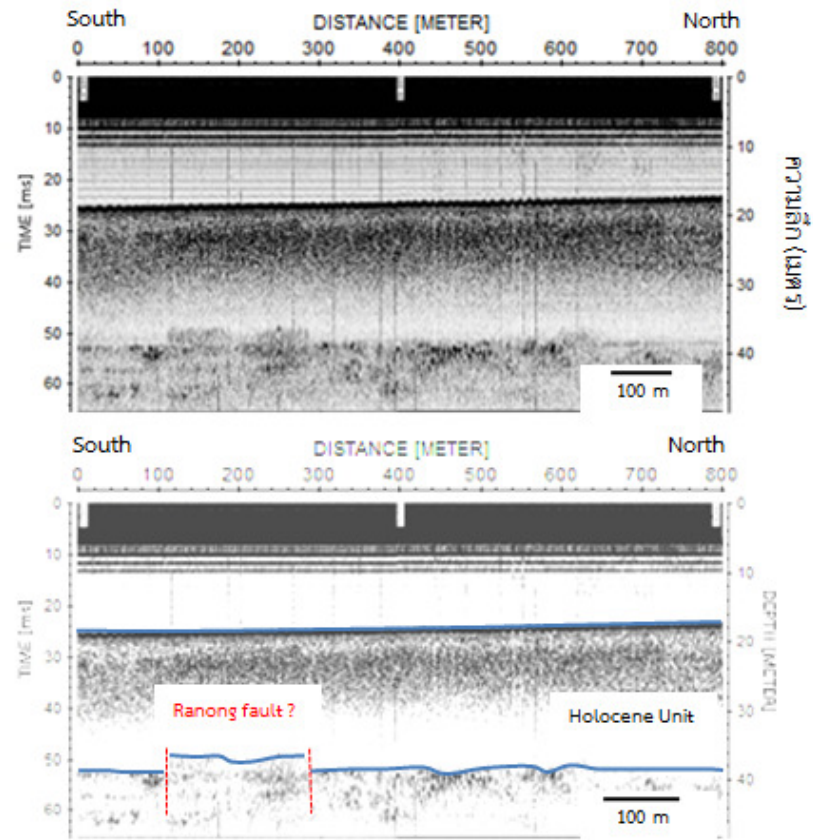 South DISTANCE [METER] North
0 100 200 300 400 500 600 700 800
0
10
20
30
40
50
60
TIME [ms]
0
10
20
30
40
ความลึก (เมตร)
100 m
South DISTANCE [METER] North
0 100 200 300 400 500 600 700 800
0
10
20
30
40
50
60
TIME [ms]
0
10
20
30
40
DEPTH [METER]
Ranong fault ?
Holocene Unit
100 m